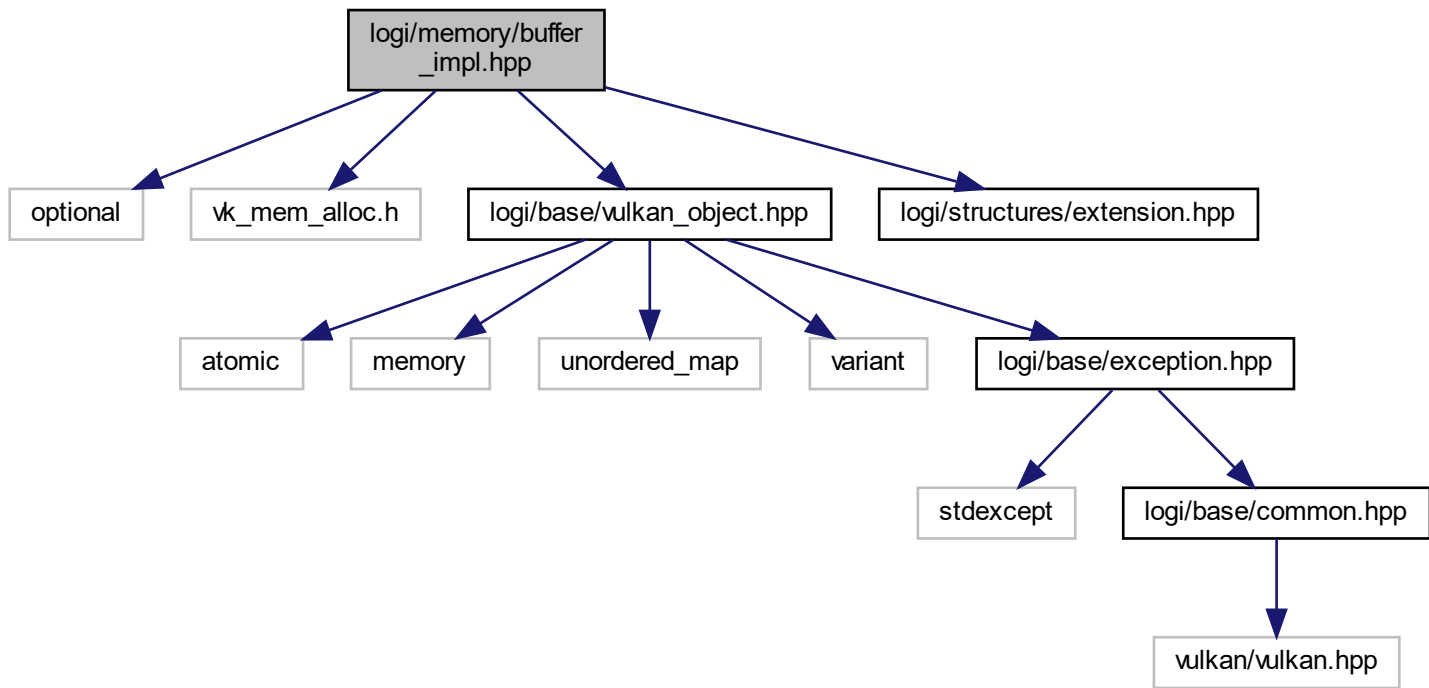 logi/memory/buffer
_impl.hpp
optional
vk_mem_alloc.h
logi/base/vulkan_object.hpp
logi/structures/extension.hpp
atomic
memory
unordered_map
variant
logi/base/exception.hpp
stdexcept
logi/base/common.hpp
vulkan/vulkan.hpp